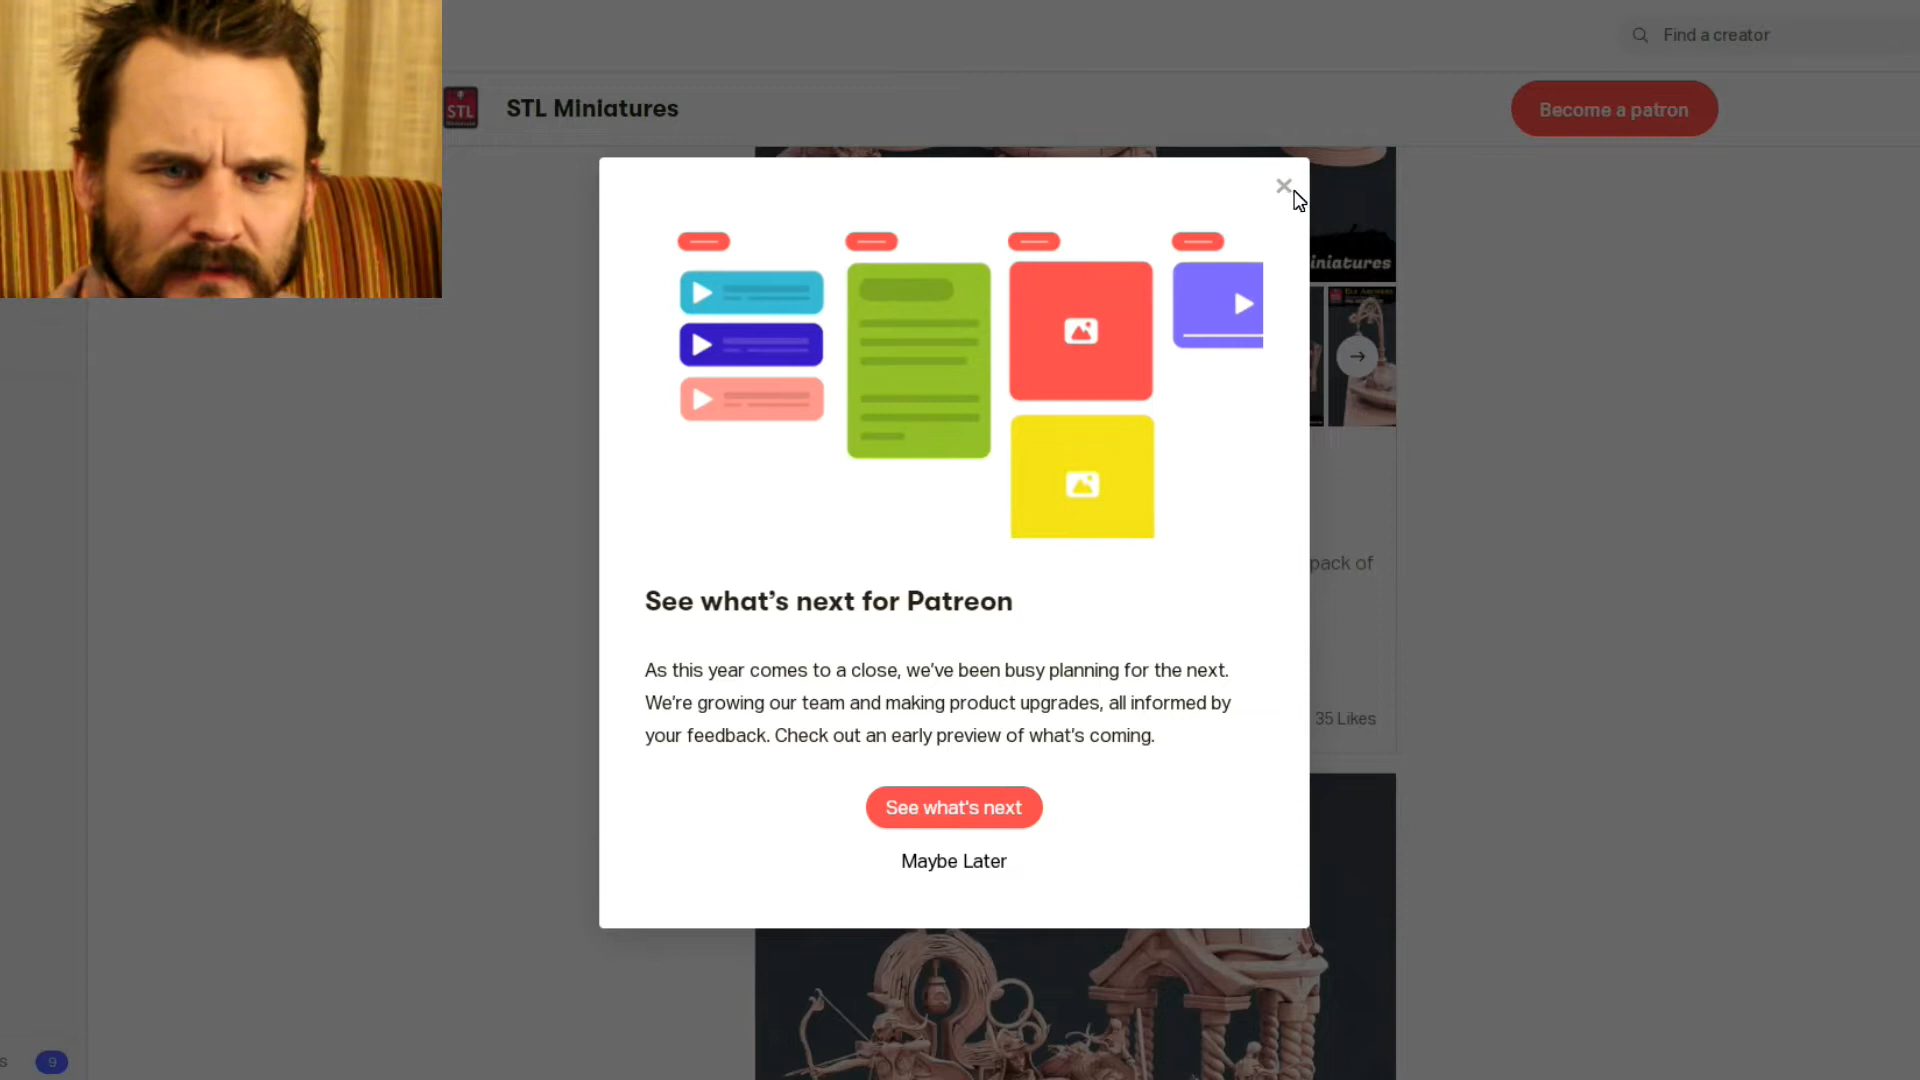 Find a creator
STL
STL Miniatures
Become a patron
iniatures
See what's next for Patreon
pack of
As this year comes to a close, we've been busy planning for the next.
We're growing our team and making product upgrades, all informed by
your feedback. Check out an early preview of what's coming.
35 Likes
See what's next
Maybe Later
s
9